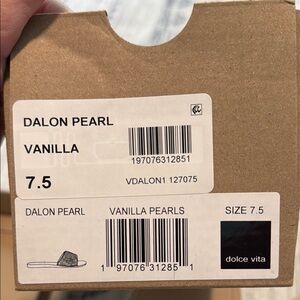 DALON PEARL
VANILLA
197076312851
7.5
VDALON1 127075
DALON PEARL
VANILLA PEARLS
SIZE 7.5
1 97076 31285 1
dolce vita